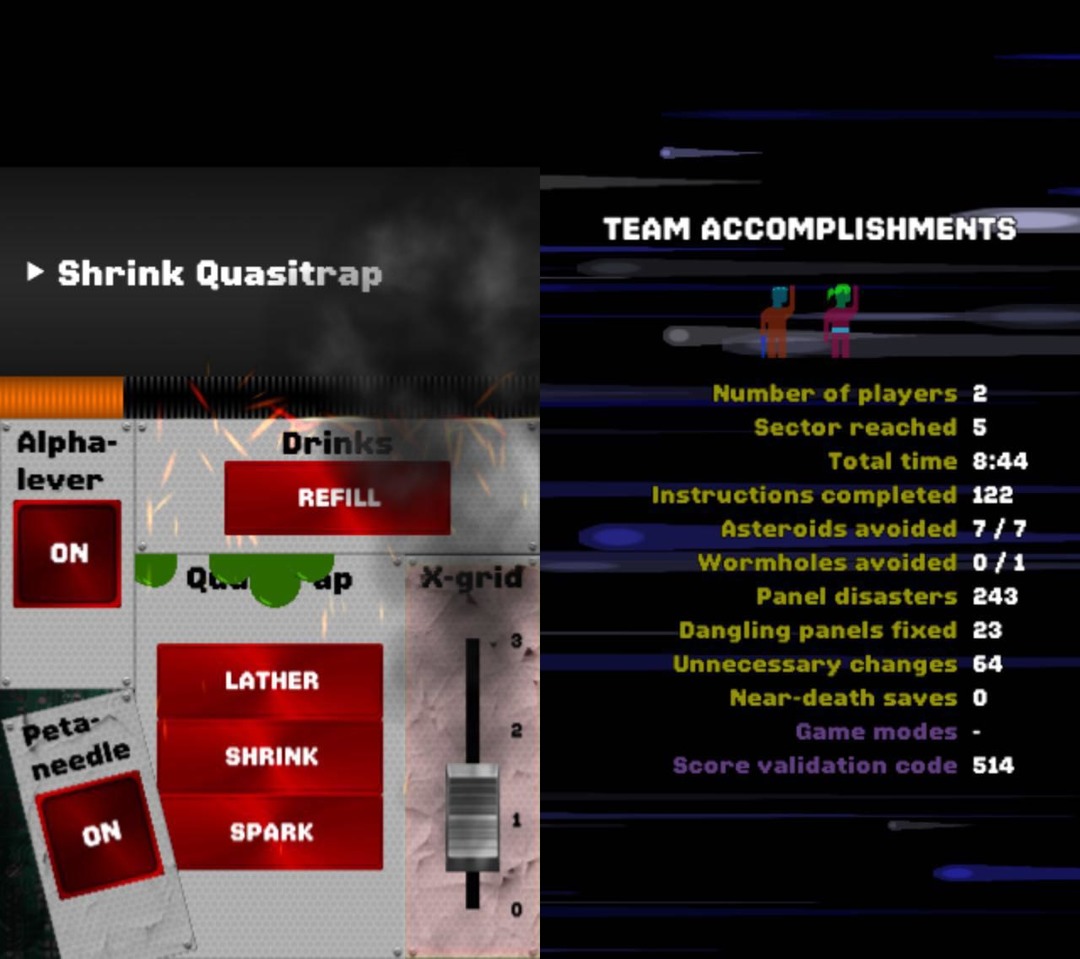 Shrink Quasitrap
Alpha-
lever
ON
Drinks
REFILL
X-grid
3
2
1
0
LATHER
SHRINK
SPARK
Peta-
needle
ON
TEAM ACCOMPLISHMENTS
Number of players 2
Sector reached 5
Total time 8:44
Instructions completed 122
Asteroids avoided 7 / 7
Wormholes avoided 0 / 1
Panel disasters 243
Dangling panels fixed 23
Unnecessary changes 64
Near-death saves 0
Game modes -
Score validation code 514